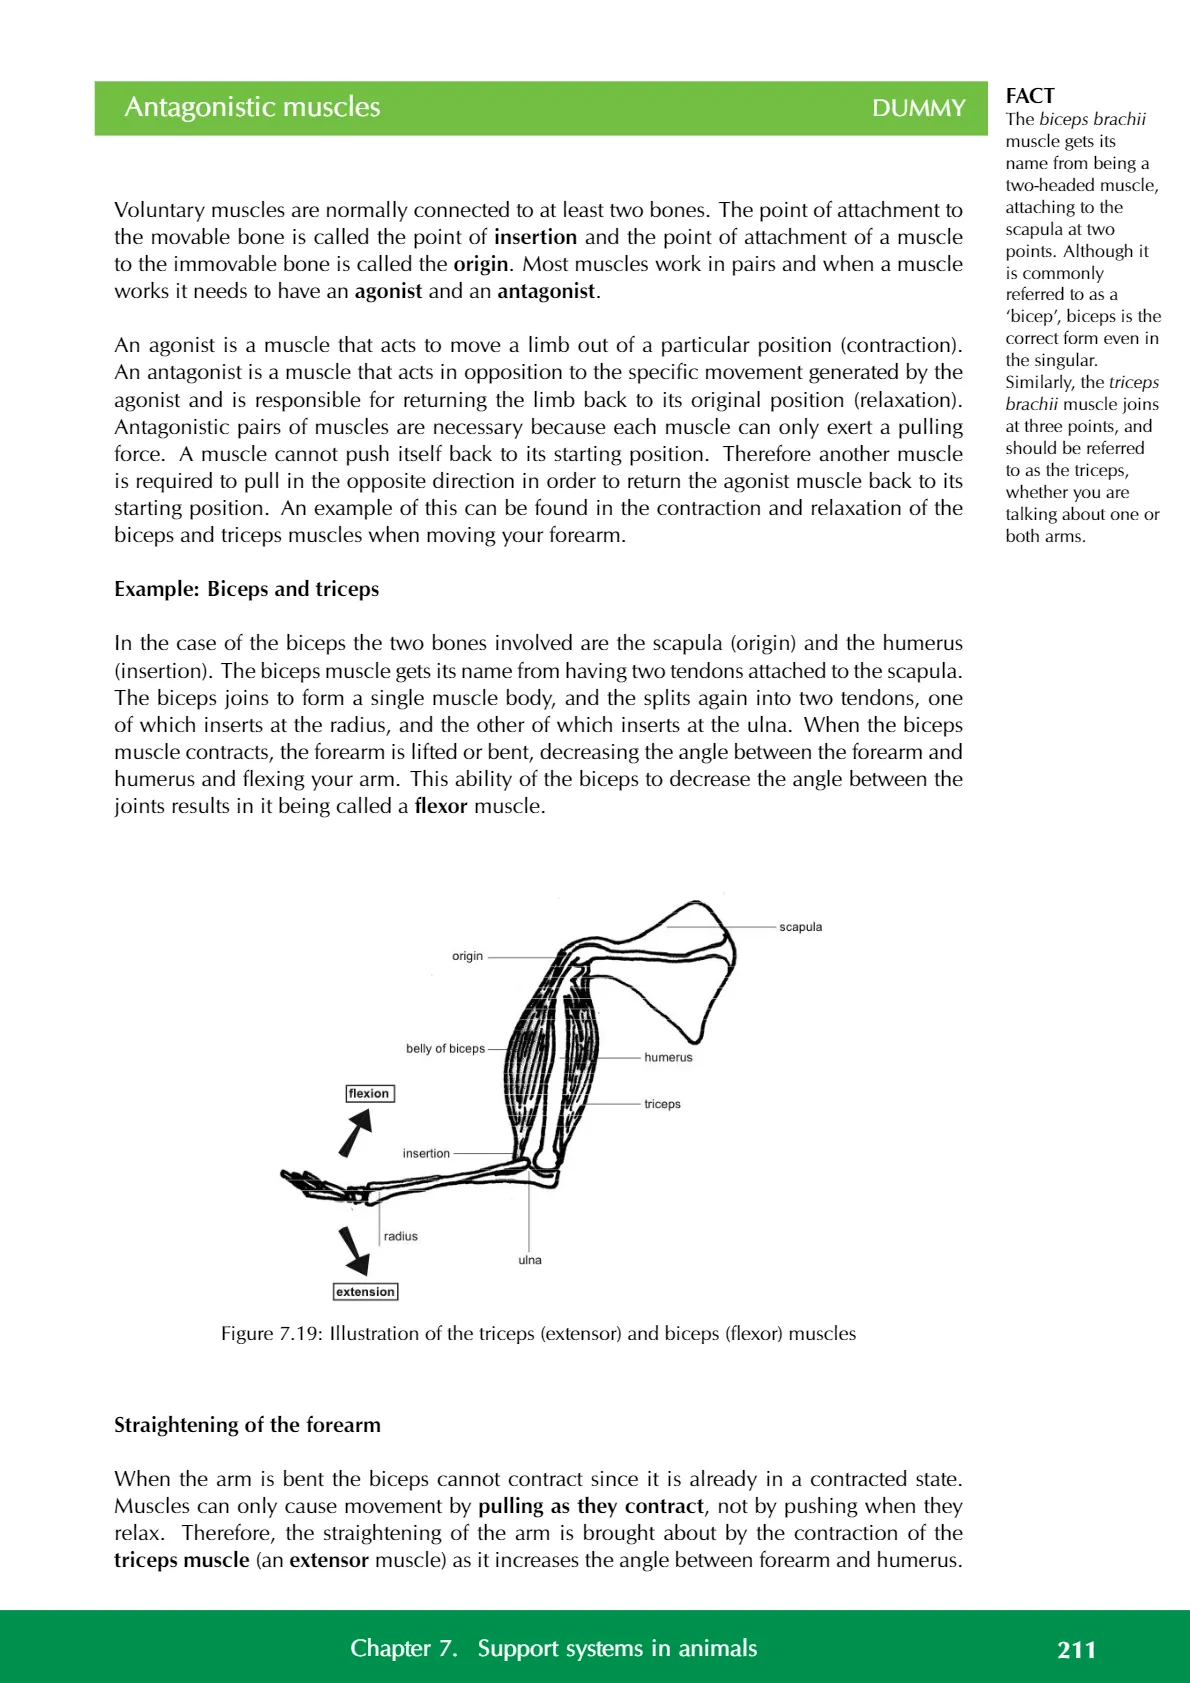 Antagonistic muscles DUMMY
Voluntary muscles are normally connected to at least two bones. The point of attachment to
the movable bone is called the point of insertion and the point of attachment of a muscle
to the immovable bone is called the origin. Most muscles work in pairs and when a muscle
works it needs to have an agonist and an antagonist.
An agonist is a muscle that acts to move a limb out of a particular position (contraction).
An antagonist is a muscle that acts in opposition to the specific movement generated by the
agonist and is responsible for returning the limb back to its original position (relaxation).
Antagonistic pairs of muscles are necessary because each muscle can only exert a pulling
force. A muscle cannot push itself back to its starting position. Therefore another muscle
is required to pull in the opposite direction in order to return the agonist muscle back to its
starting position. An example of this can be found in the contraction and relaxation of the
biceps and triceps muscles when moving your forearm.
Example: Biceps and triceps
In the case of the biceps the two bones involved are the scapula (origin) and the humerus
(insertion). The biceps muscle gets its name from having two tendons attached to the scapula.
The biceps joins to form a single muscle body, and the splits again into two tendons, one
of which inserts at the radius, and the other of which inserts at the ulna. When the biceps
muscle contracts, the forearm is lifted or bent, decreasing the angle between the forearm and
humerus and flexing your arm. This ability of the biceps to decrease the angle between the
joints results in it being called a flexor muscle.
scapula
origin
belly of biceps
humerus
flexion
triceps
insertion
radius
ulna
extension
Figure 7.19: Illustration of the triceps (extensor) and biceps (flexor) muscles
Straightening of the forearm
When the arm is bent the biceps cannot contract since it is already in a contracted state.
Muscles can only cause movement by pulling as they contract, not by pushing when they
relax. Therefore, the straightening of the arm is brought about by the contraction of the
triceps muscle (an extensor muscle) as it increases the angle between forearm and humerus.
FACT
The biceps brachii
muscle gets its
name from being a
two-headed muscle,
attaching to the
scapula at two
points. Although it
is commonly
referred to as a
‘bicep’, biceps is the
correct form even in
the singular.
Similarly, the triceps
brachii muscle joins
at three points, and
should be referred
to as the triceps,
whether you are
talking about one or
both arms.
Chapter 7. Support systems in animals 211